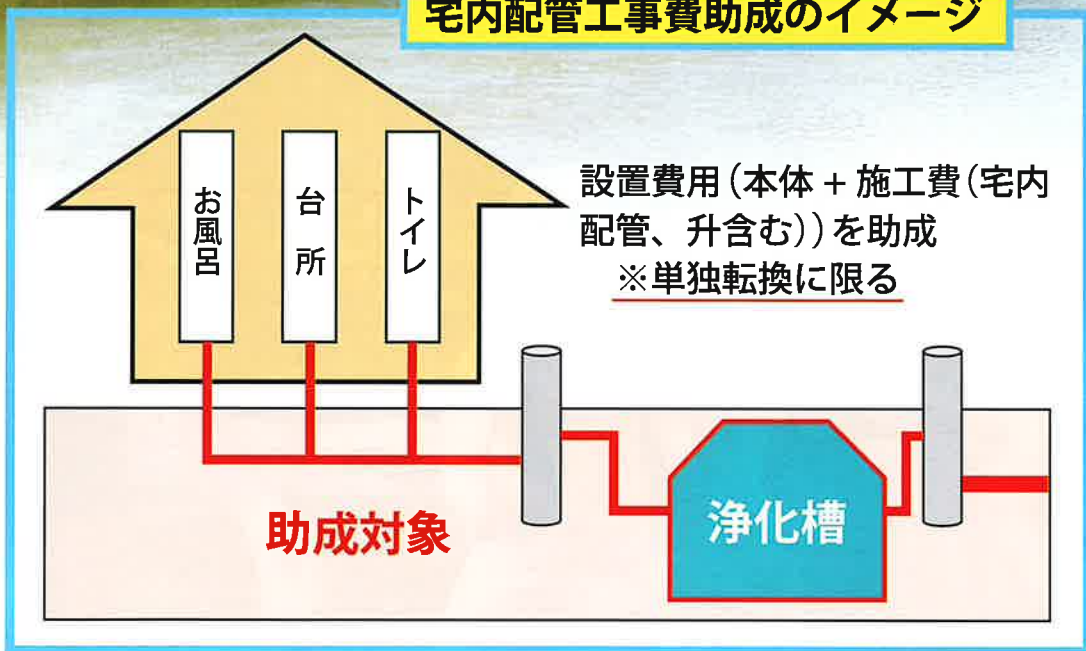 宅内配管工事費助成のイメージ
お風呂
台所
トイレ
設置費用(本体+施工費(宅内
配管、升含む))を助成
※単独転換に限る
助成対象
浄化槽